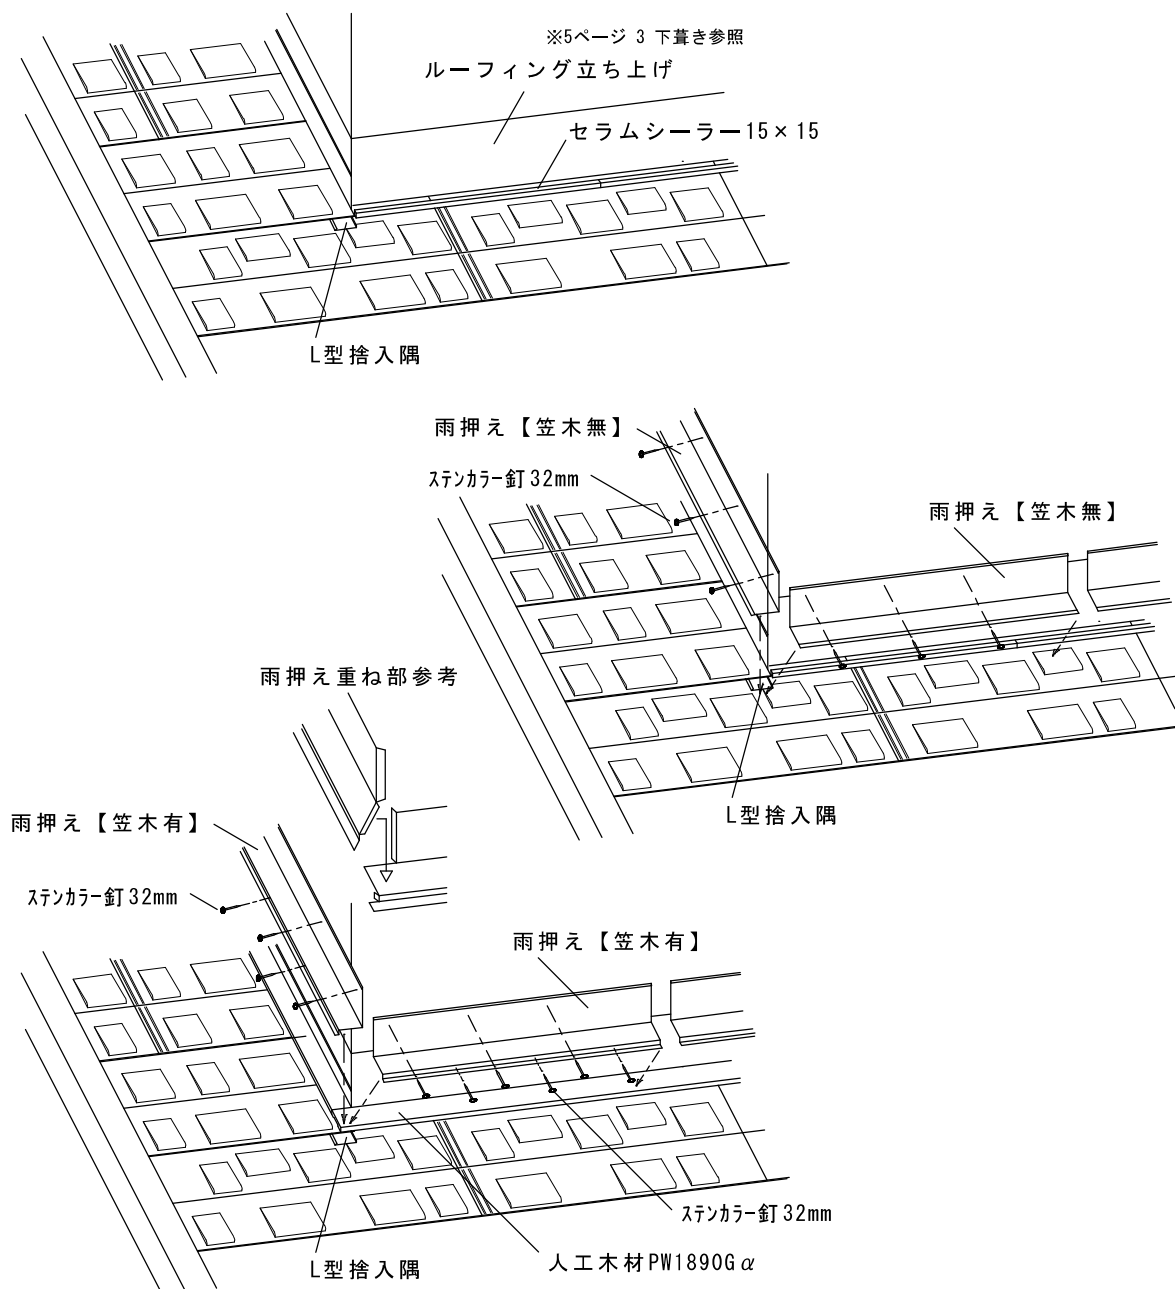 ※5ページ 3 下葺き参照
ルーフィング立ち上げ
セラムシーラー15×15
L型捨入隅
雨押え【笠木無】
ステンカラー釘32mm
雨押え【笠木無】
L型捨入隅
雨押え重ね部参考
雨押え【笠木有】
ステンカラー釘32mm
雨押え【笠木有】
ステンカラー釘32mm
人工木材PW1890Gα
L型捨入隅